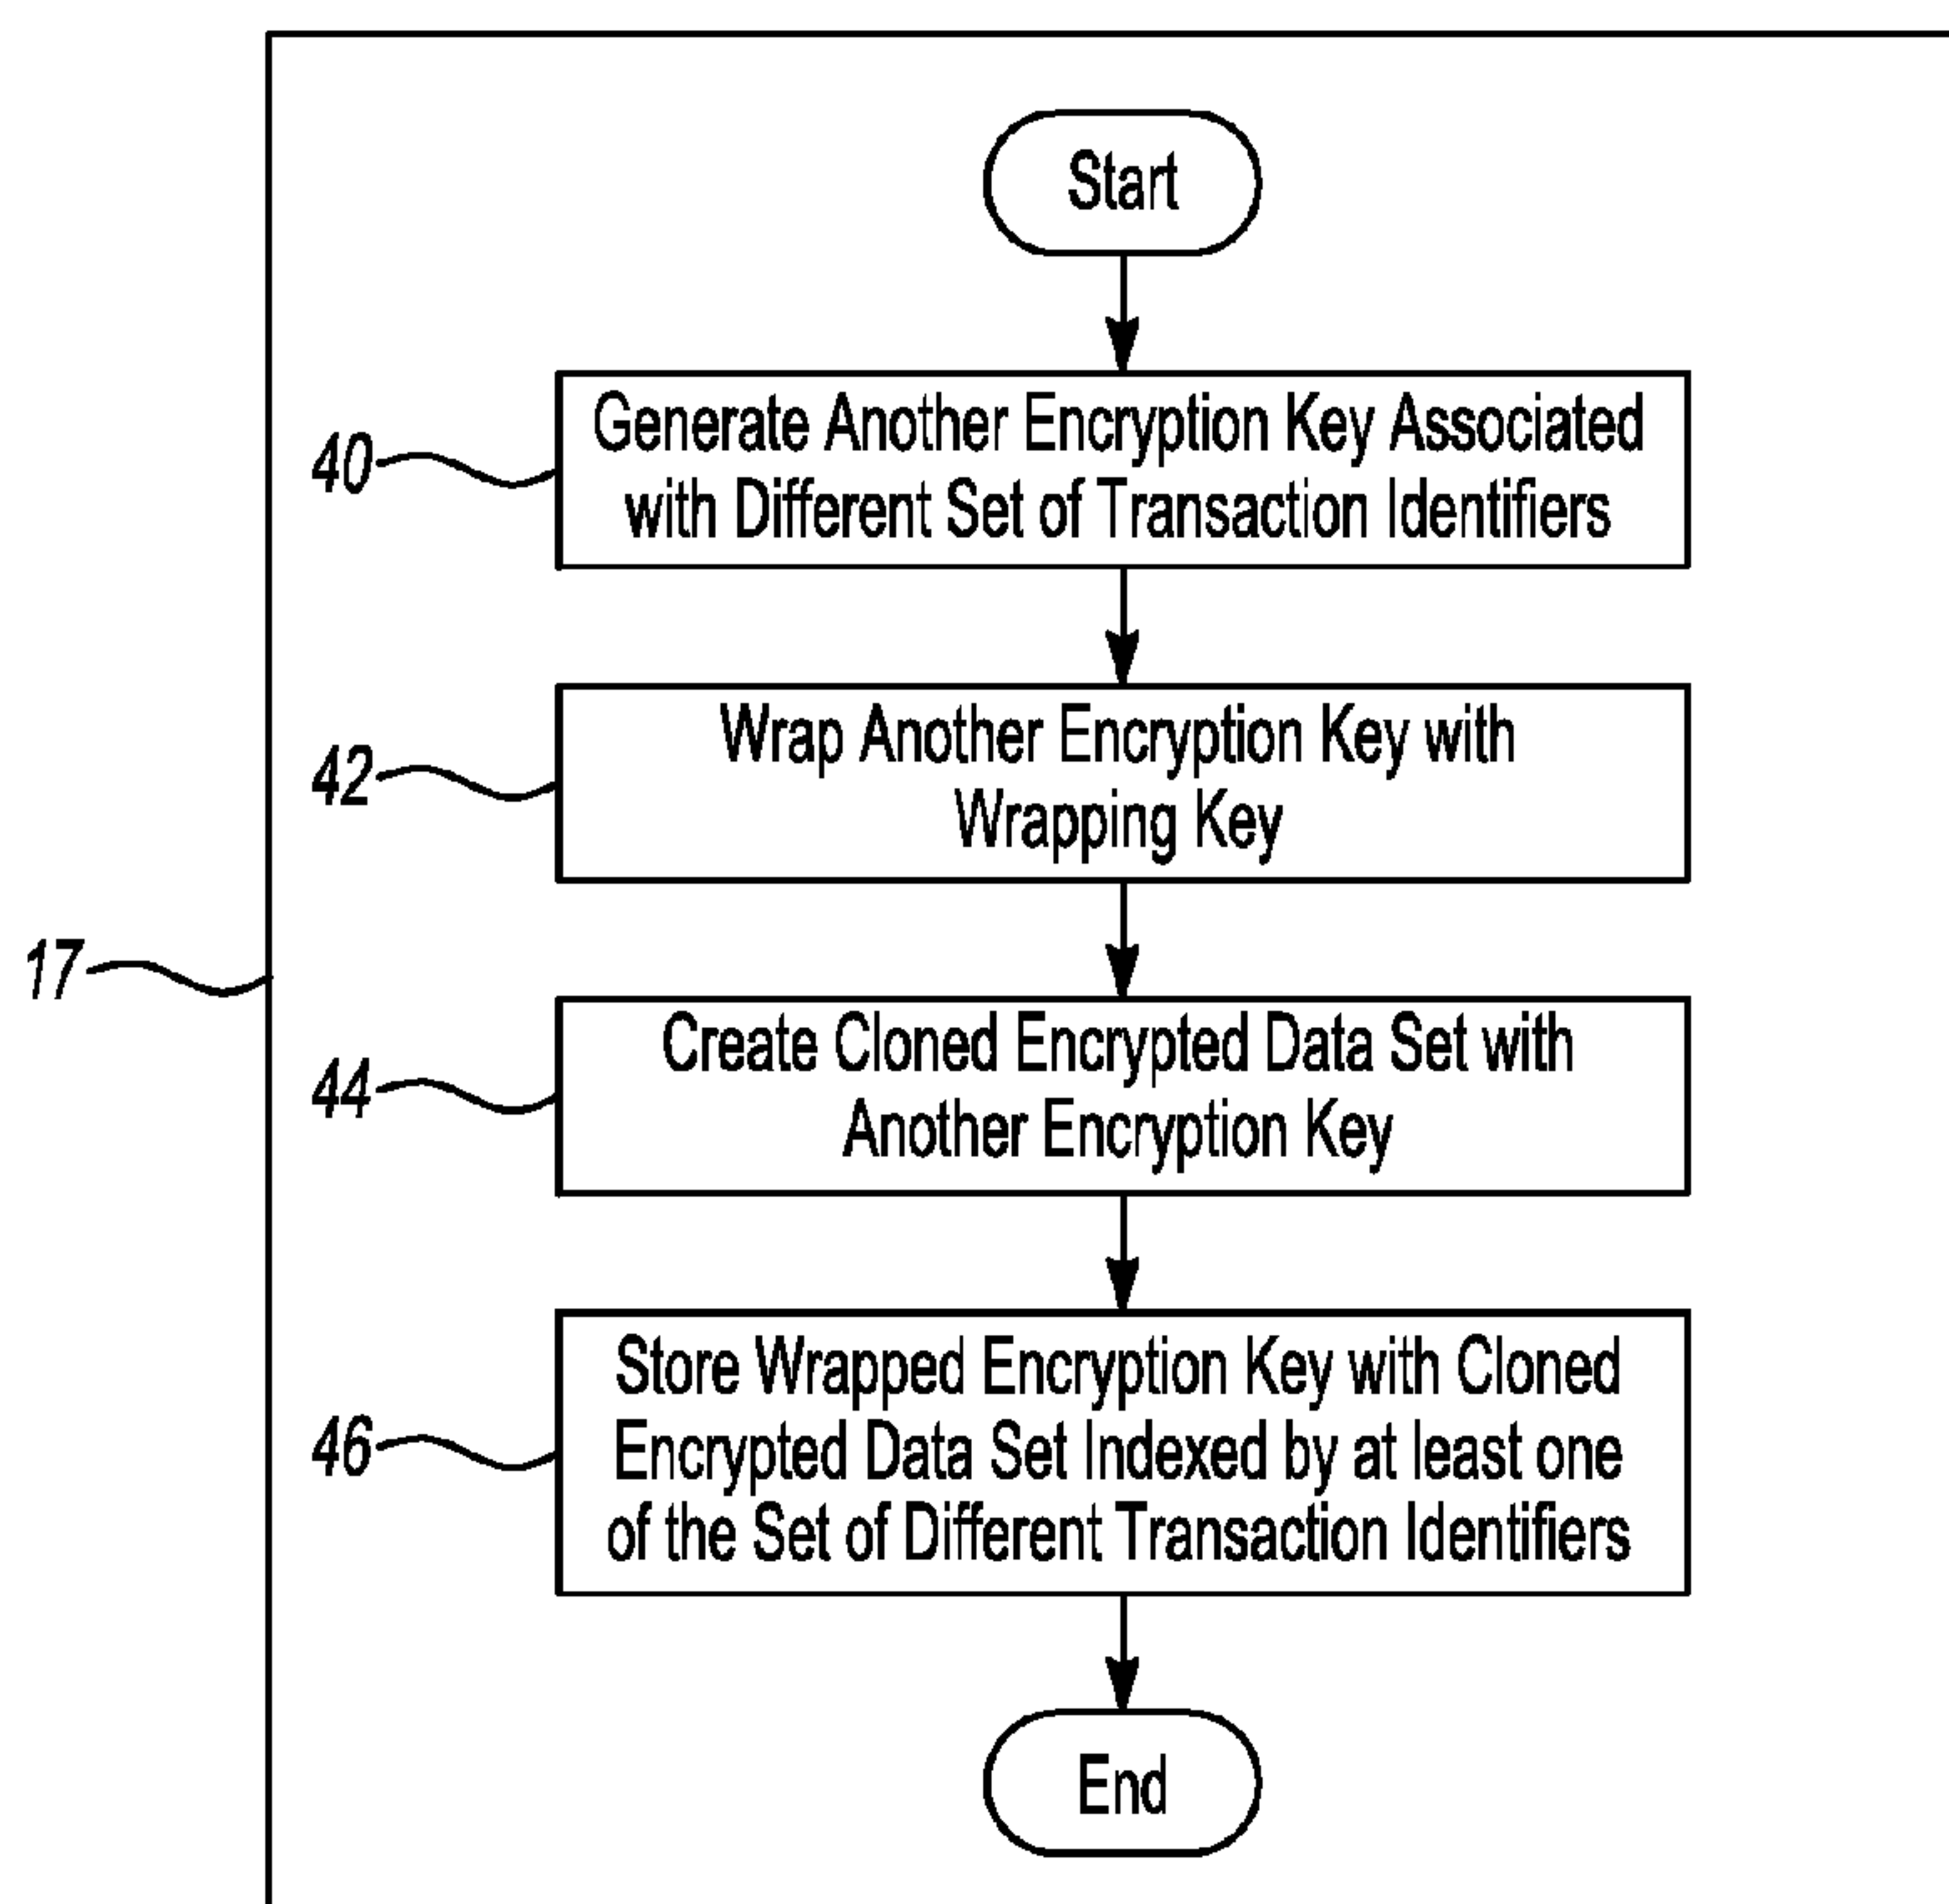 Start
40
Generate Another Encryption Key Associated
with Different Set of Transaction Identifiers
42
Wrap Another Encryption Key with
Wrapping Key
17
44
Create Cloned Encrypted Data Set with
Another Encryption Key
46
Store Wrapped Encryption Key with Cloned
Encrypted Data Set Indexed by at least one
of the Set of Different Transaction Identifiers
End